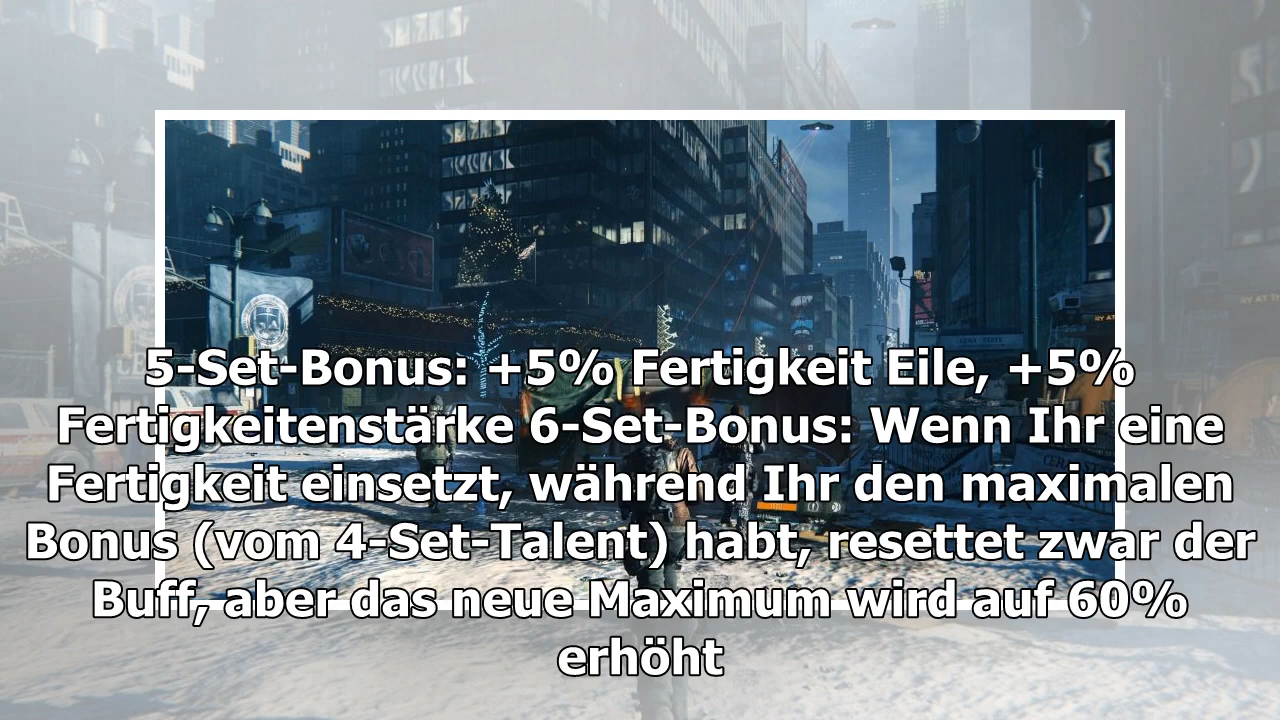 5-Set-Bonus: +5% Fertigkeit Eile, +5%
Fertigkeitenstärke 6-Set-Bonus: Wenn Ihr eine
Fertigkeit einsetzt, während Ihr den maximalen
Bonus (vom 4-Set-Talent) habt, resettet zwar der
Buff, aber das neue Maximum wird auf 60%
erhöht